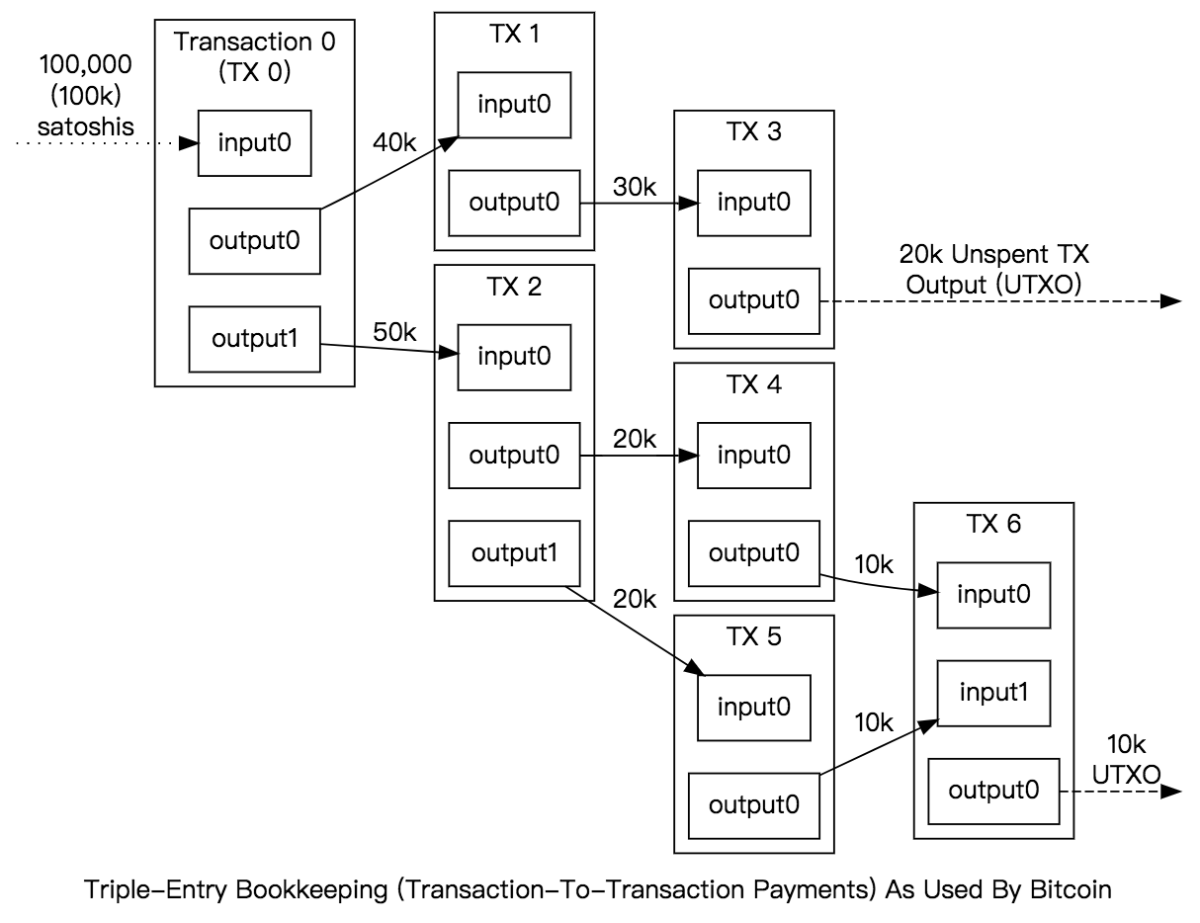 100,000
(100k)
satoshis
Transaction 0
(TX 0)
input0
output0
output1
40k
50k
TX 1
input0
output0
30k
TX 2
input0
output0
output1
20k
20k
TX 3
input0
output0
20k Unspent TX
Output (UTXO)
TX 4
input0
output0
10k
TX 5
input0
output0
10k
TX 6
input0
input1
output0
10k
UTXO
Triple-Entry Bookkeeping (Transaction-To-Transaction Payments) As Used By Bitcoin